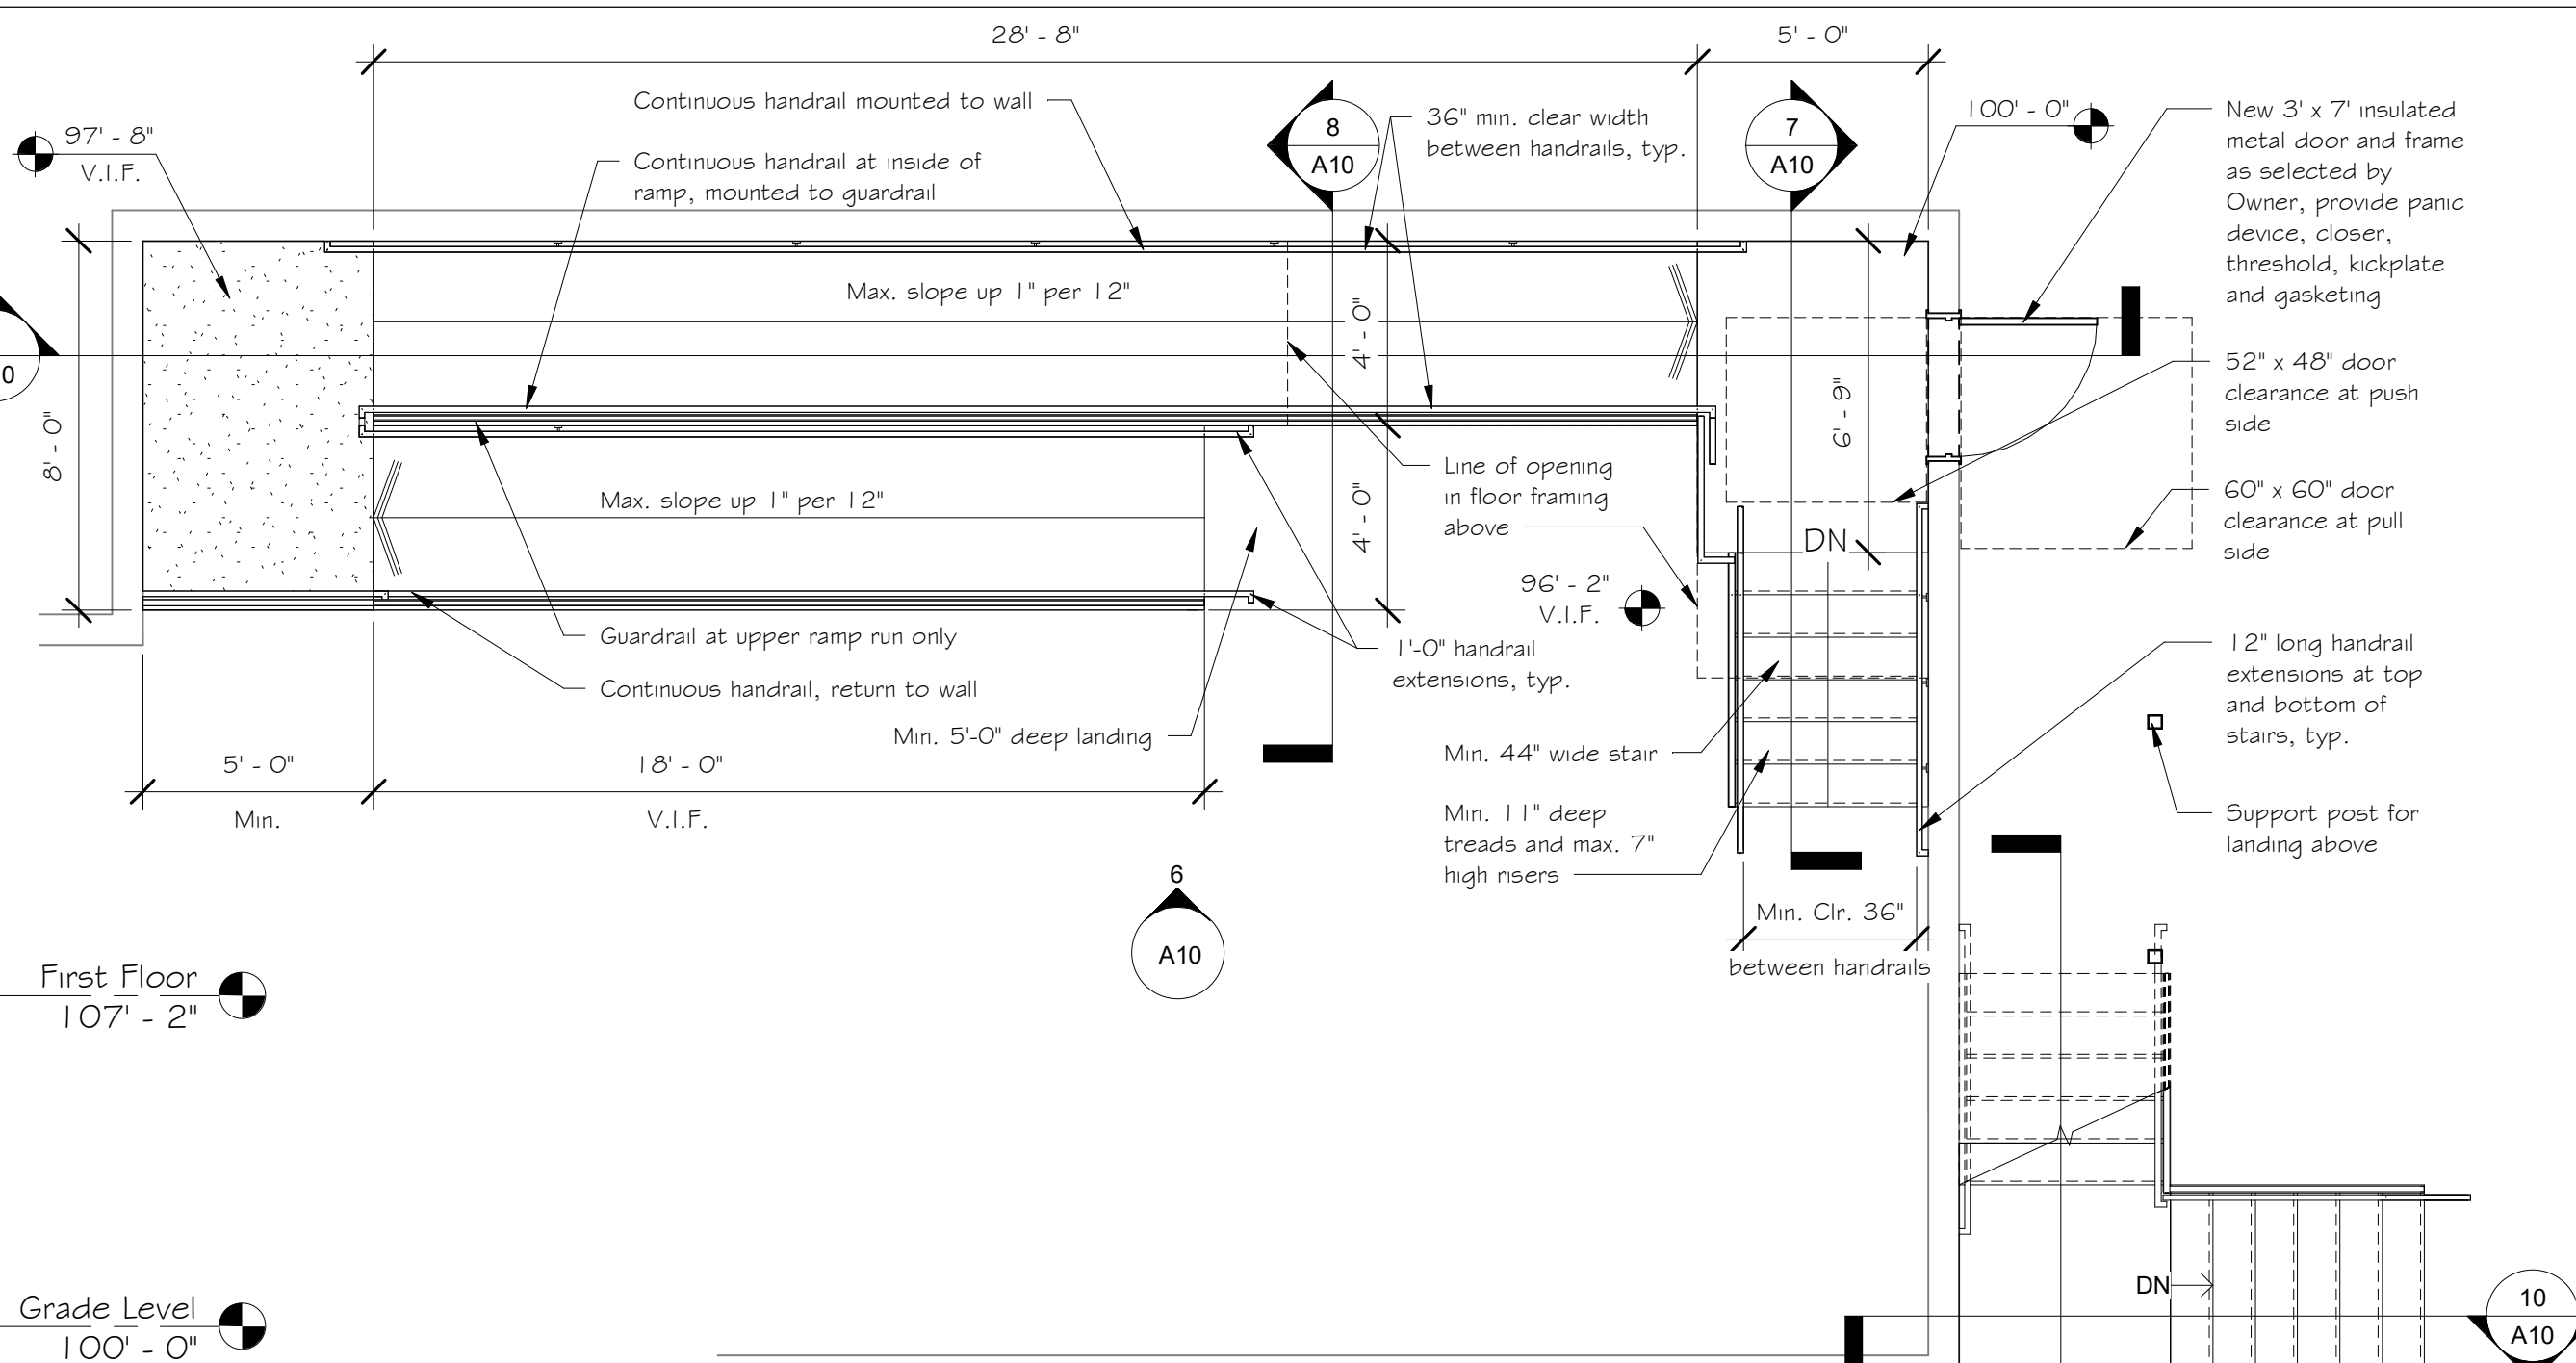 28' - 8"
5' - 0"
Continuous handrail mounted to wall
97' - 8"
V.I.F.
Continuous handrail at inside of
ramp, mounted to guardrail
8
A10
36" min. clear width
between handrails, typ.
7
A10
100' - 0"
New 3' x 7' insulated
metal door and frame
as selected by
Owner, provide panic
device, closer,
threshold, kickplate
and gasketing
Max. slope up 1" per 12"
4' - 0"
0
52" x 48" door
clearance at push
side
6' - 9"
8' - 0"
Max. slope up 1" per 12"
4' - 0"
Line of opening
in floor framing
above
60" x 60" door
clearance at pull
side
DN
96' - 2"
V.I.F.
Guardrail at upper ramp run only
1'-0" handrail
extensions, typ.
12" long handrail
extensions at top
and bottom of
stairs, typ.
Continuous handrail, return to wall
Min. 5'-0" deep landing
Min. 44" wide stair
5' - 0"
Min.
18' - 0"
V.I.F.
Min. 11" deep
treads and max. 7"
high risers
Support post for
landing above
6
A10
Min. Clr. 36"
between handrails
First Floor
107' - 2"
DN
Grade Level
100' - 0"
10
A10